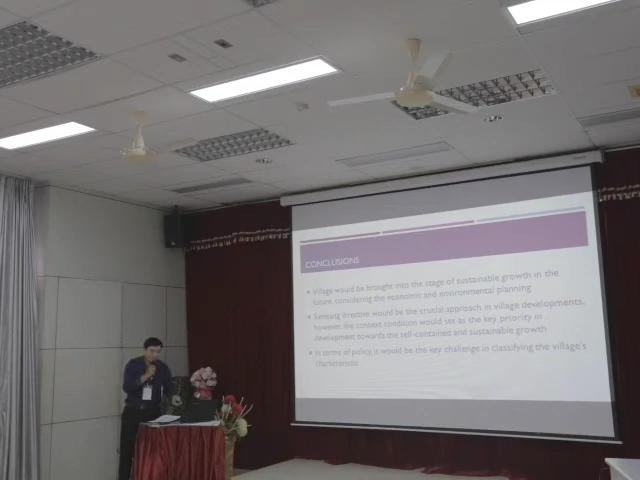 CONCLUSIONS
Village would be brought into the stage of sustainable growth in the
future, considering the economic and environmental planning
Samsang directive would be the crucial approach in village developments,
however the context condition would set as the key priority in
development towards the self-contained and sustainable growth
In terms of policy, it would be the key challenge in classifying the village's
characteristic